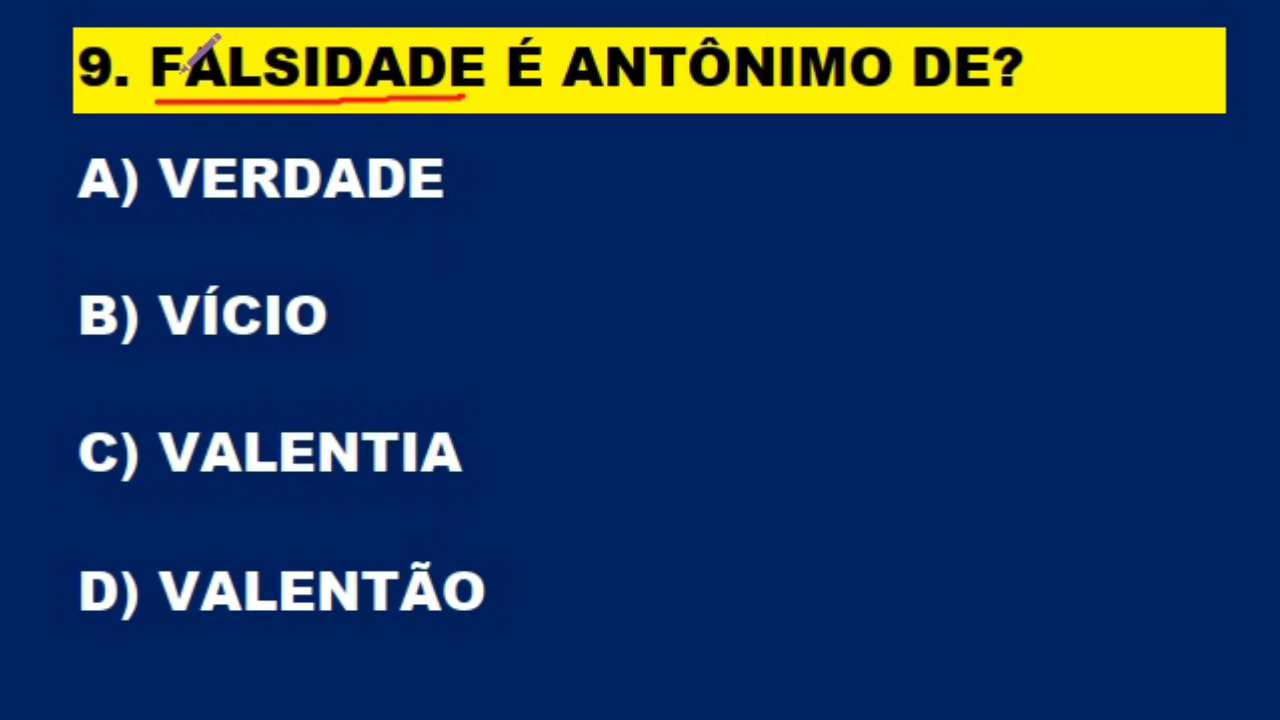 9. FALSIDADE É ANTÔNIMO DE?
A) VERDADE
B) VÍCIO
C) VALENTIA
D) VALENTÃO